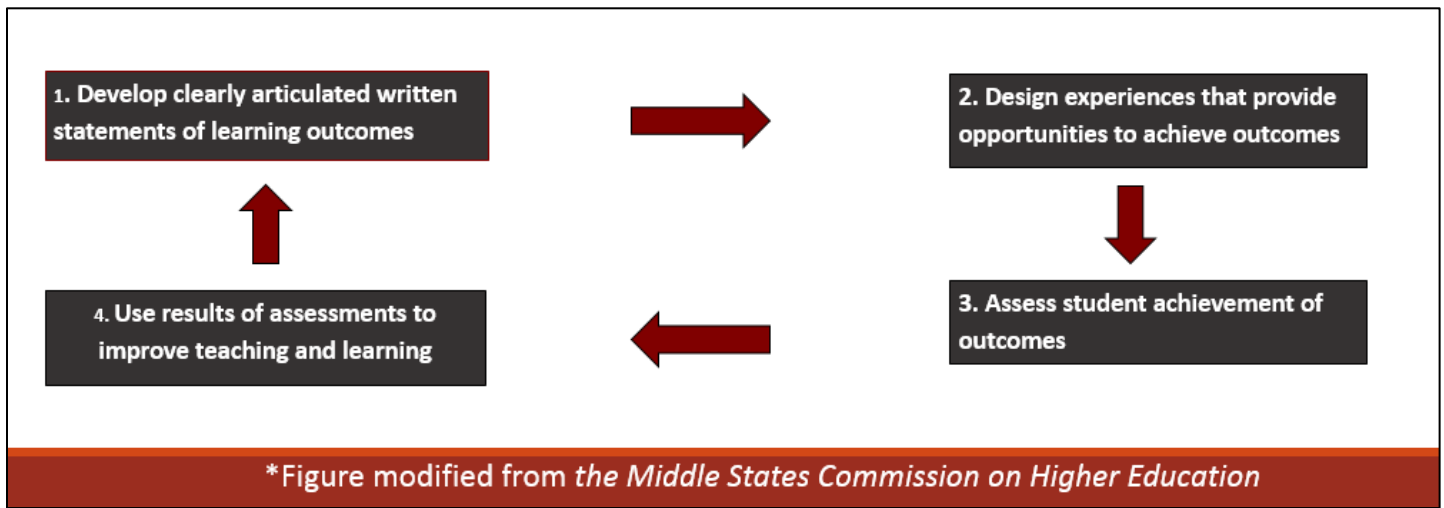 1. Develop clearly articulated written
statements of learning outcomes
2. Design experiences that provide
opportunities to achieve outcomes
4. Use results of assessments to
improve teaching and learning
3. Assess student achievement of
outcomes
*Figure modified from the Middle States Commission on Higher Education